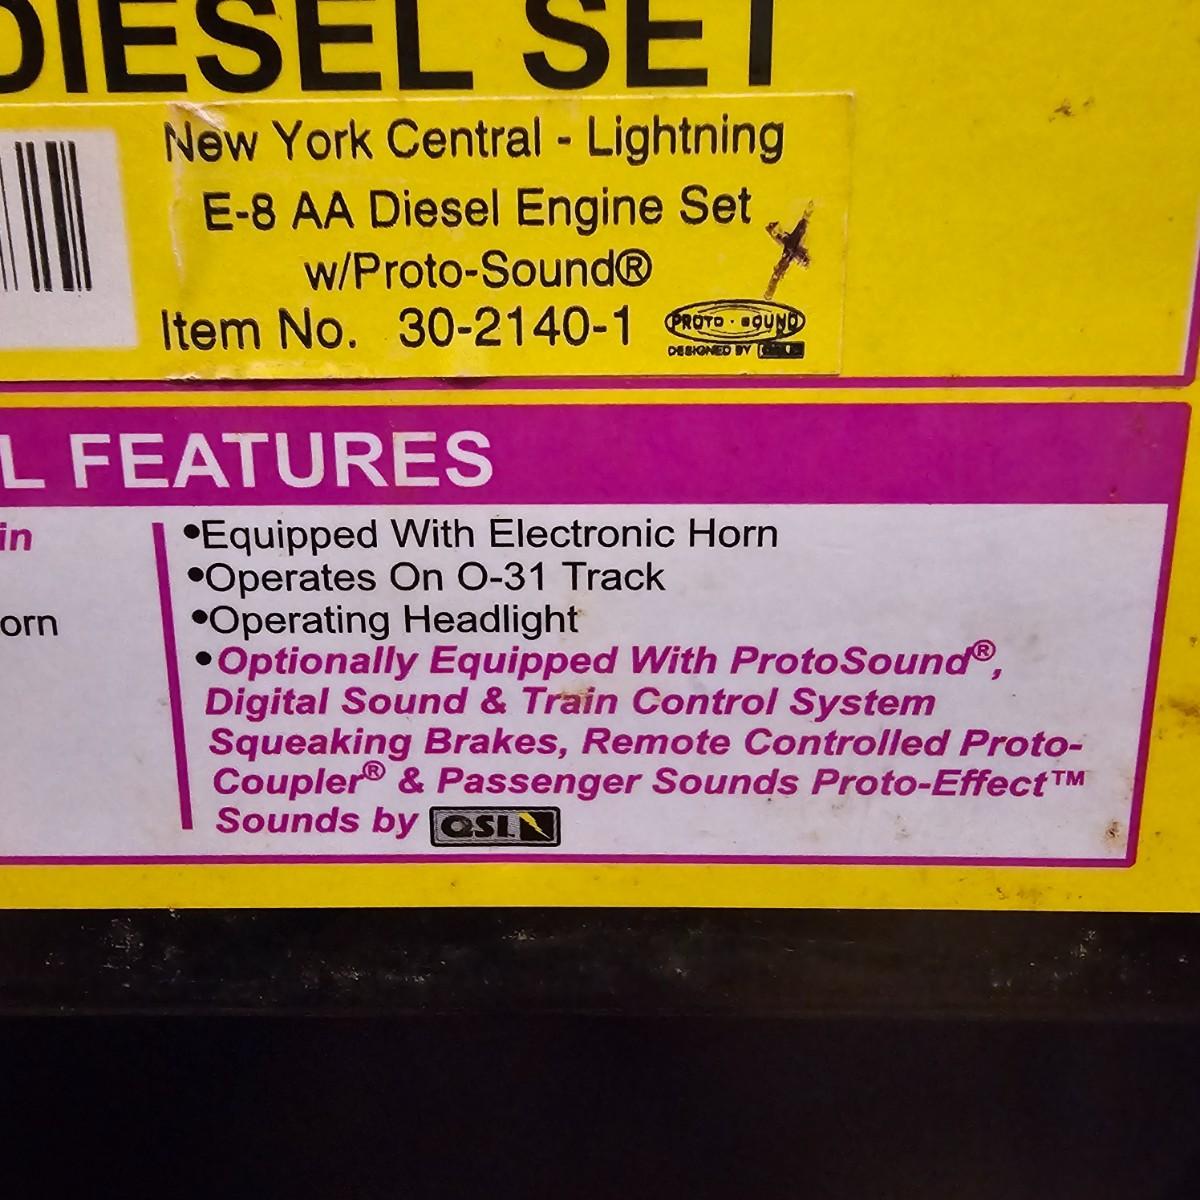 DIESEL SET
New York Central - Lightning
E-8 AA Diesel Engine Set
w/Proto-Sound®
Item No. 30-2140-1
PROTO-SOUND
DESIGNED BY
L FEATURES
in
orn
•Equipped With Electronic Horn
•Operates On O-31 Track
•Operating Headlight
•Optionally Equipped With ProtoSound®,
Digital Sound & Train Control System
Squeaking Brakes, Remote Controlled Proto-
Coupler® & Passenger Sounds Proto-Effect™
Sounds by QSI